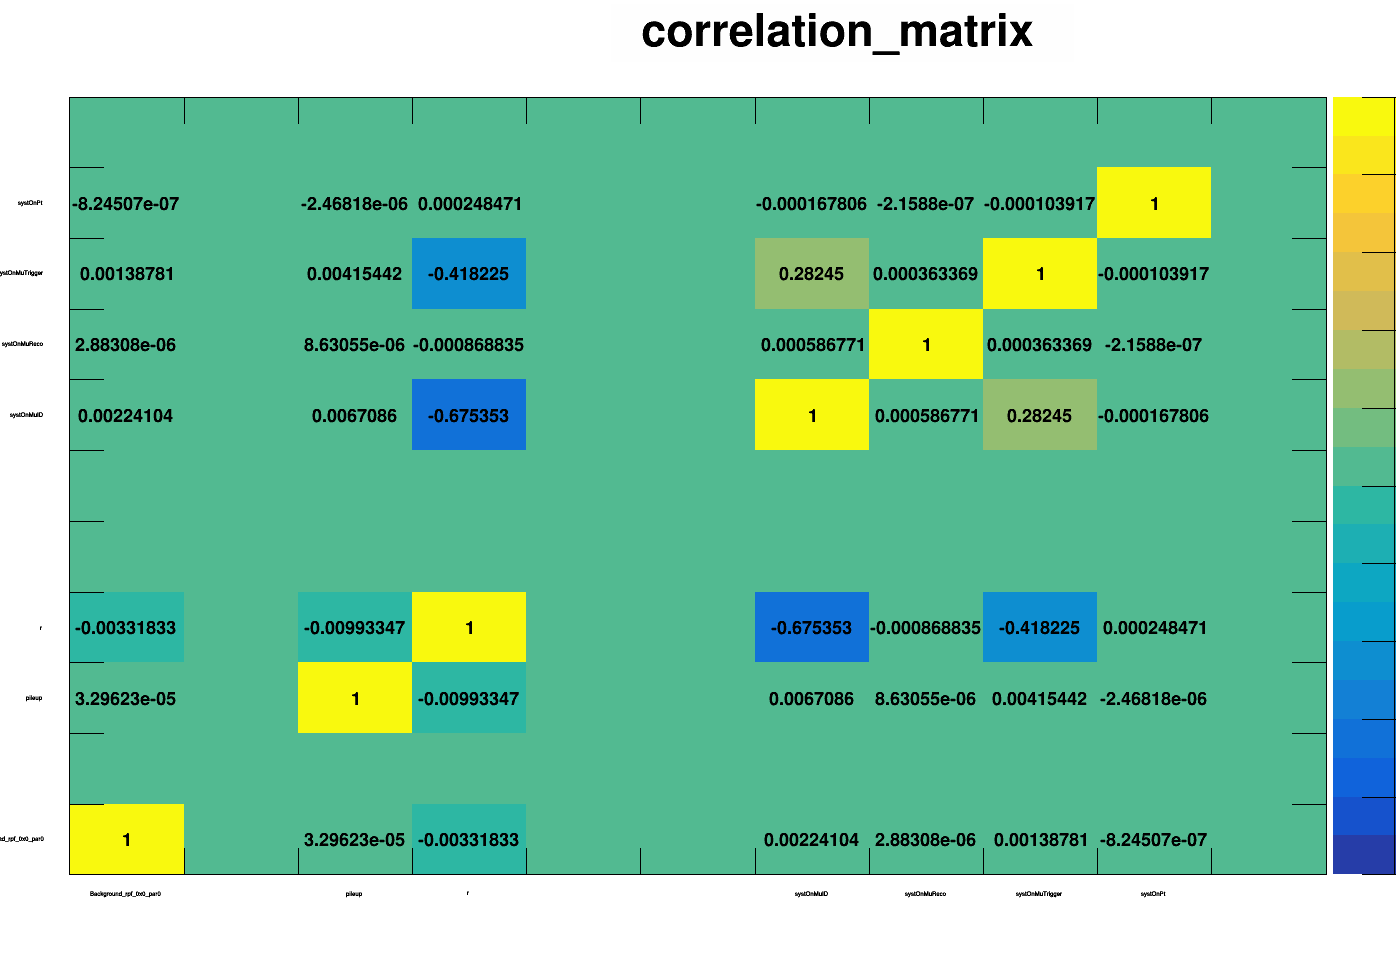 correlation_matrix
systOnPt -8.24507e-07 -2.46818e-06 0.000248471 -0.000167806 -2.1588e-07 -0.000103917 1
ystOnMuTrigger 0.00138781 0.00415442 -0.418225 0.28245 0.000363369 1 -0.000103917
systOnMuReco 2.88308e-06 8.63055e-06 -0.000868835 0.000586771 1 0.000363369 -2.1588e-07
systOnMuID 0.00224104 0.0067086 -0.675353 1 0.000586771 0.28245 -0.000167806
r -0.00331833 -0.00993347 1 -0.675353 -0.000868835 -0.418225 0.000248471
pileup 3.29623e-05 1 -0.00993347 0.0067086 8.63055e-06 0.00415442 -2.46818e-06
nd_rpf_0x0_par0 1 3.29623e-05 -0.00331833 0.00224104 2.88308e-06 0.00138781 -8.24507e-07
Background_rpf_0x0_par0 pileup r systOnMuID systOnMuReco systOnMuTrigger systOnPt